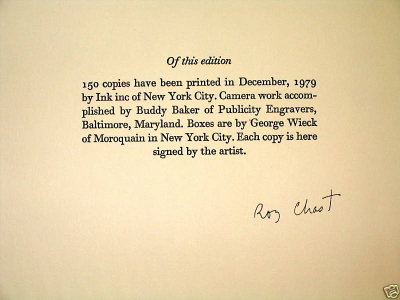 Of this edition
150 copies have been printed in December, 1979
by Ink inc of New York City. Camera work accom-
plished by Buddy Baker of Publicity Engravers,
Baltimore, Maryland. Boxes are by George Wieck
of Moroquain in New York City. Each copy is here
signed by the artist.
Roz Chast